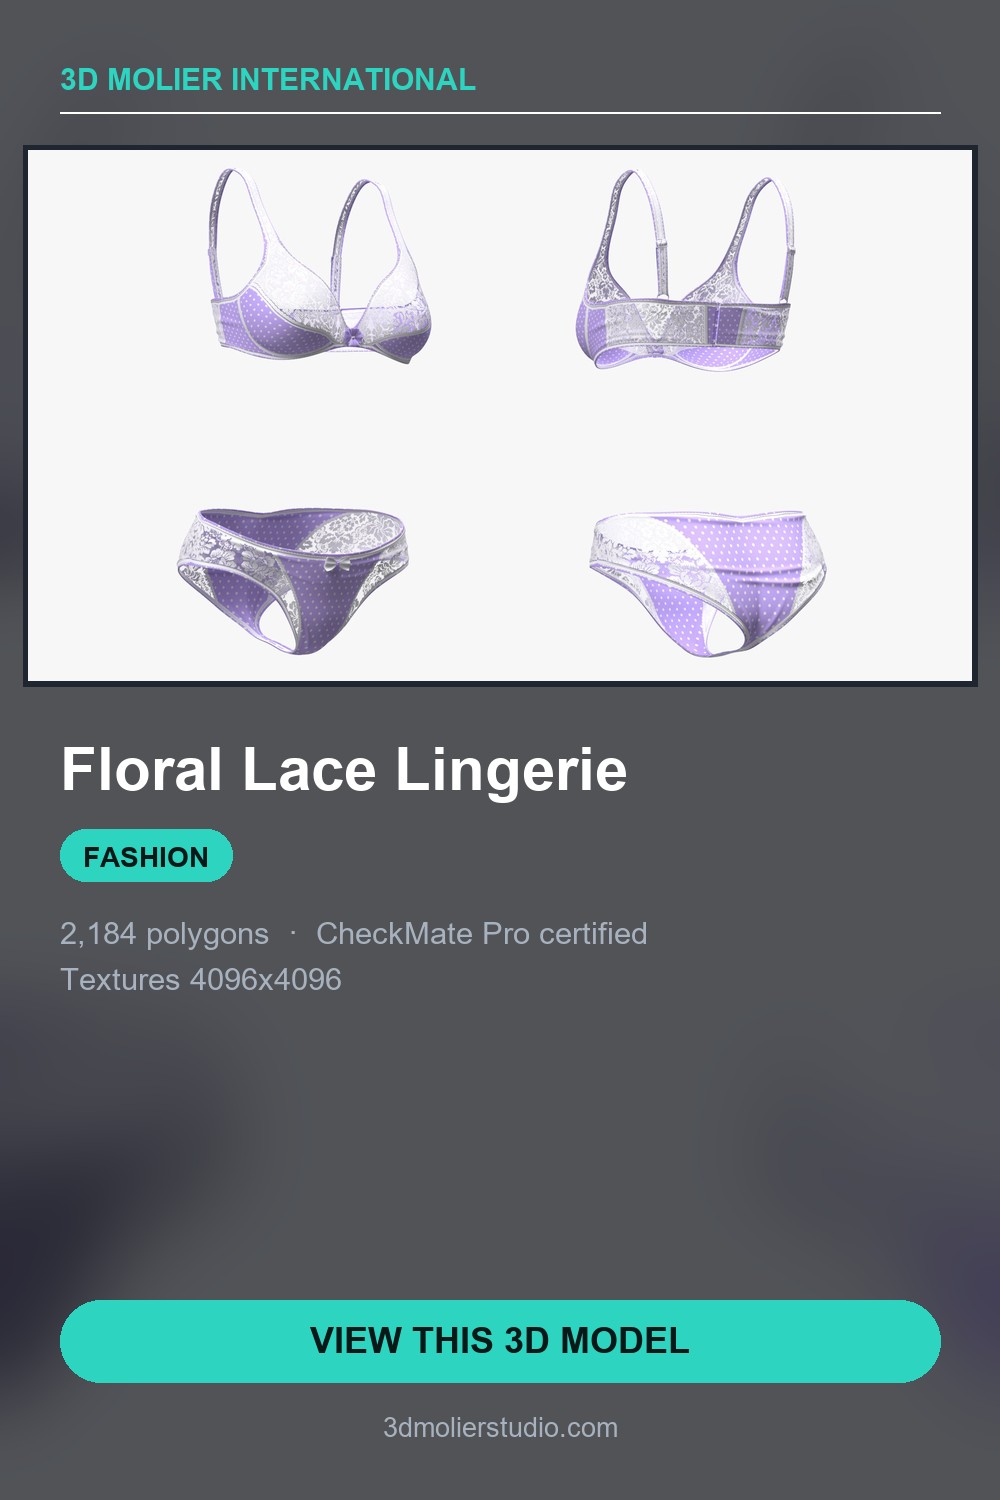 3D MOLIER INTERNATIONAL
Floral Lace Lingerie
FASHION
2,184 polygons · CheckMate Pro certified
Textures 4096x4096
VIEW THIS 3D MODEL
3dmolierstudio.com